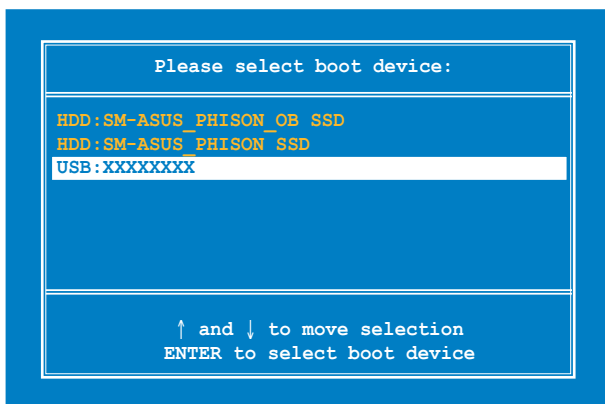 Please select boot device:
HDD:SM-ASUS_PHISON_OB SSD
HDD:SM-ASUS_PHISON SSD
USB:XXXXXXXX
↑ and ↓ to move selection
ENTER to select boot device